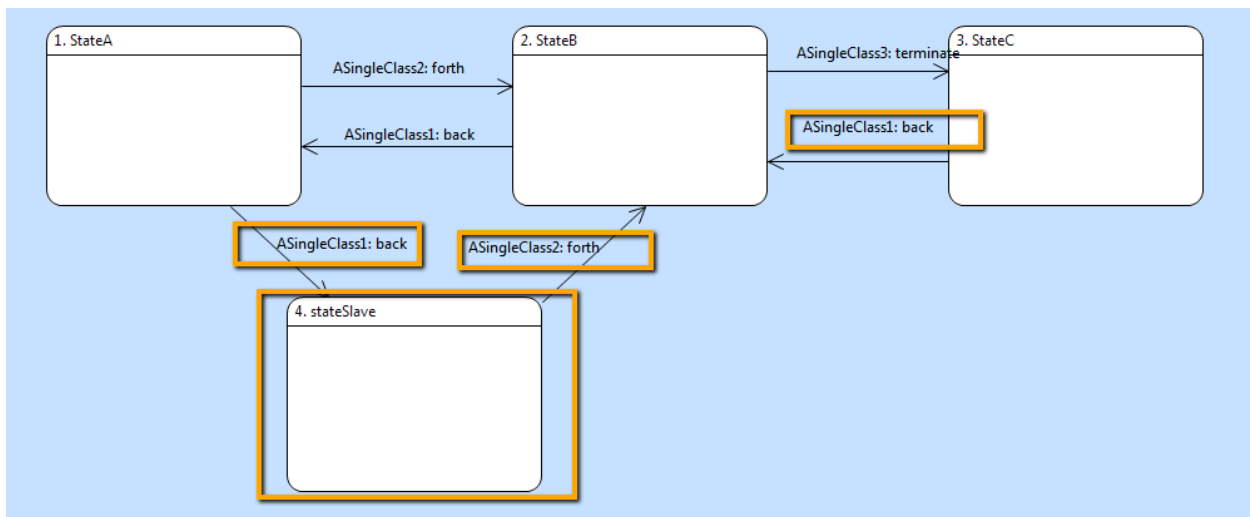 1. StateA
2. StateB
3. StateC
ASingleClass2: forth
ASingleClass3: terminate
ASingleClass1: back
ASingleClass1: back
ASingleClass1: back
ASingleClass2: forth
4. stateSlave